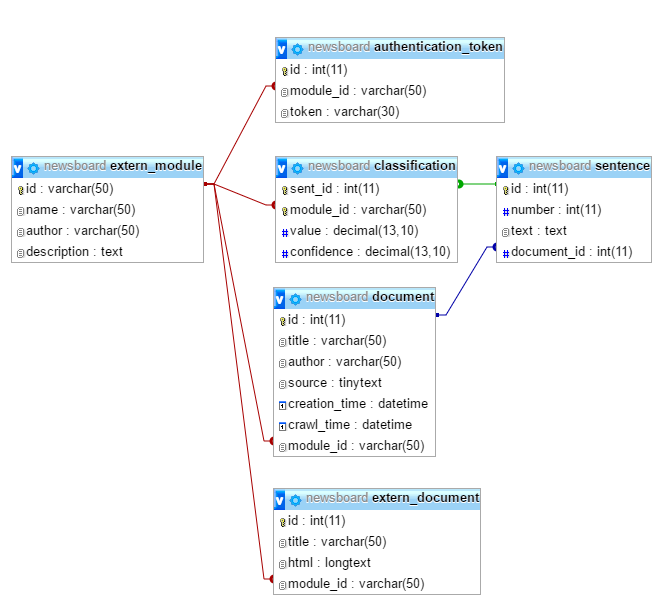 newsboard authentication_token
id : int(11)
module_id : varchar(50)
token : varchar(30)
newsboard extern_module
id : varchar(50)
name : varchar(50)
author : varchar(50)
description : text
newsboard classification
sent_id : int(11)
module_id : varchar(50)
value : decimal(13,10)
confidence : decimal(13,10)
newsboard sentence
id : int(11)
number : int(11)
text : text
document_id : int(11)
newsboard document
id : int(11)
title : varchar(50)
author : varchar(50)
source : tinytext
creation_time : datetime
crawl_time : datetime
module_id : varchar(50)
newsboard extern_document
id : int(11)
title : varchar(50)
html : longtext
module_id : varchar(50)